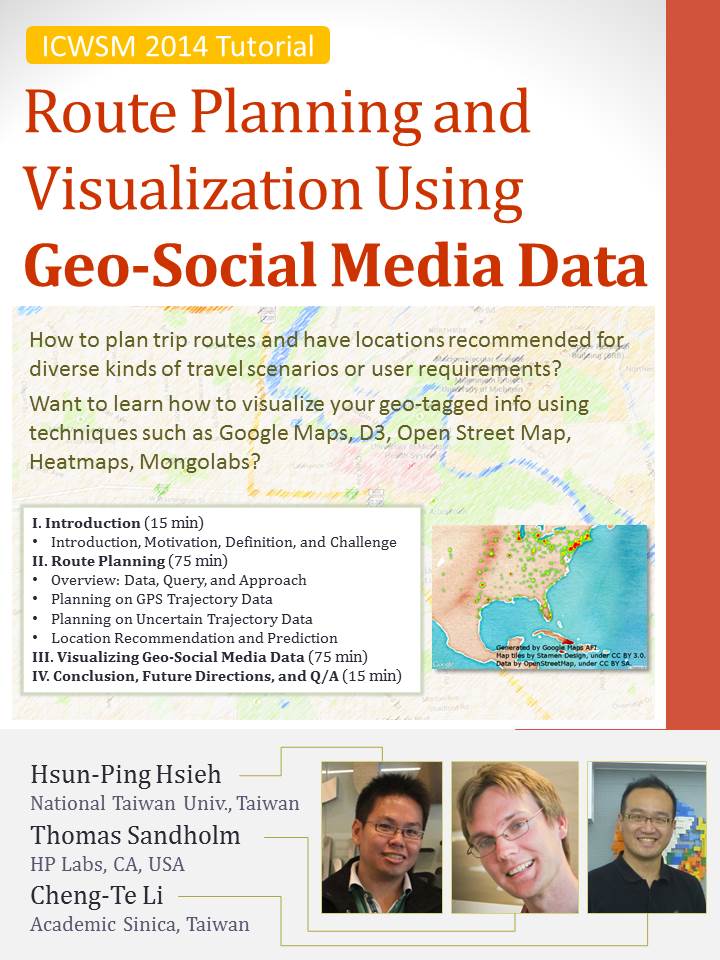 ICWSM 2014 Tutorial
Route Planning and
Visualization Using
Geo-Social Media Data
How to plan trip routes and have locations recommended for
diverse kinds of travel scenarios or user requirements?
Want to learn how to visualize your geo-tagged info using
techniques such as Google Maps, D3, Open Street Map,
Heatmaps, Mongolabs?
I. Introduction (15 min)
• Introduction, Motivation, Definition, and Challenge
II. Route Planning (75 min)
• Overview: Data, Query, and Approach
• Planning on GPS Trajectory Data
• Planning on Uncertain Trajectory Data
• Location Recommendation and Prediction
III. Visualizing Geo-Social Media Data (75 min)
IV. Conclusion, Future Directions, and Q/A (15 min)
Google
Generated by Google Maps API.
Map tiles by Stamen Design, under CC BY 3.0.
Data by OpenStreetMap, under CC BY SA.
Hsun-Ping Hsieh
National Taiwan Univ., Taiwan
Thomas Sandholm
HP Labs, CA, USA
Cheng-Te Li
Academic Sinica, Taiwan